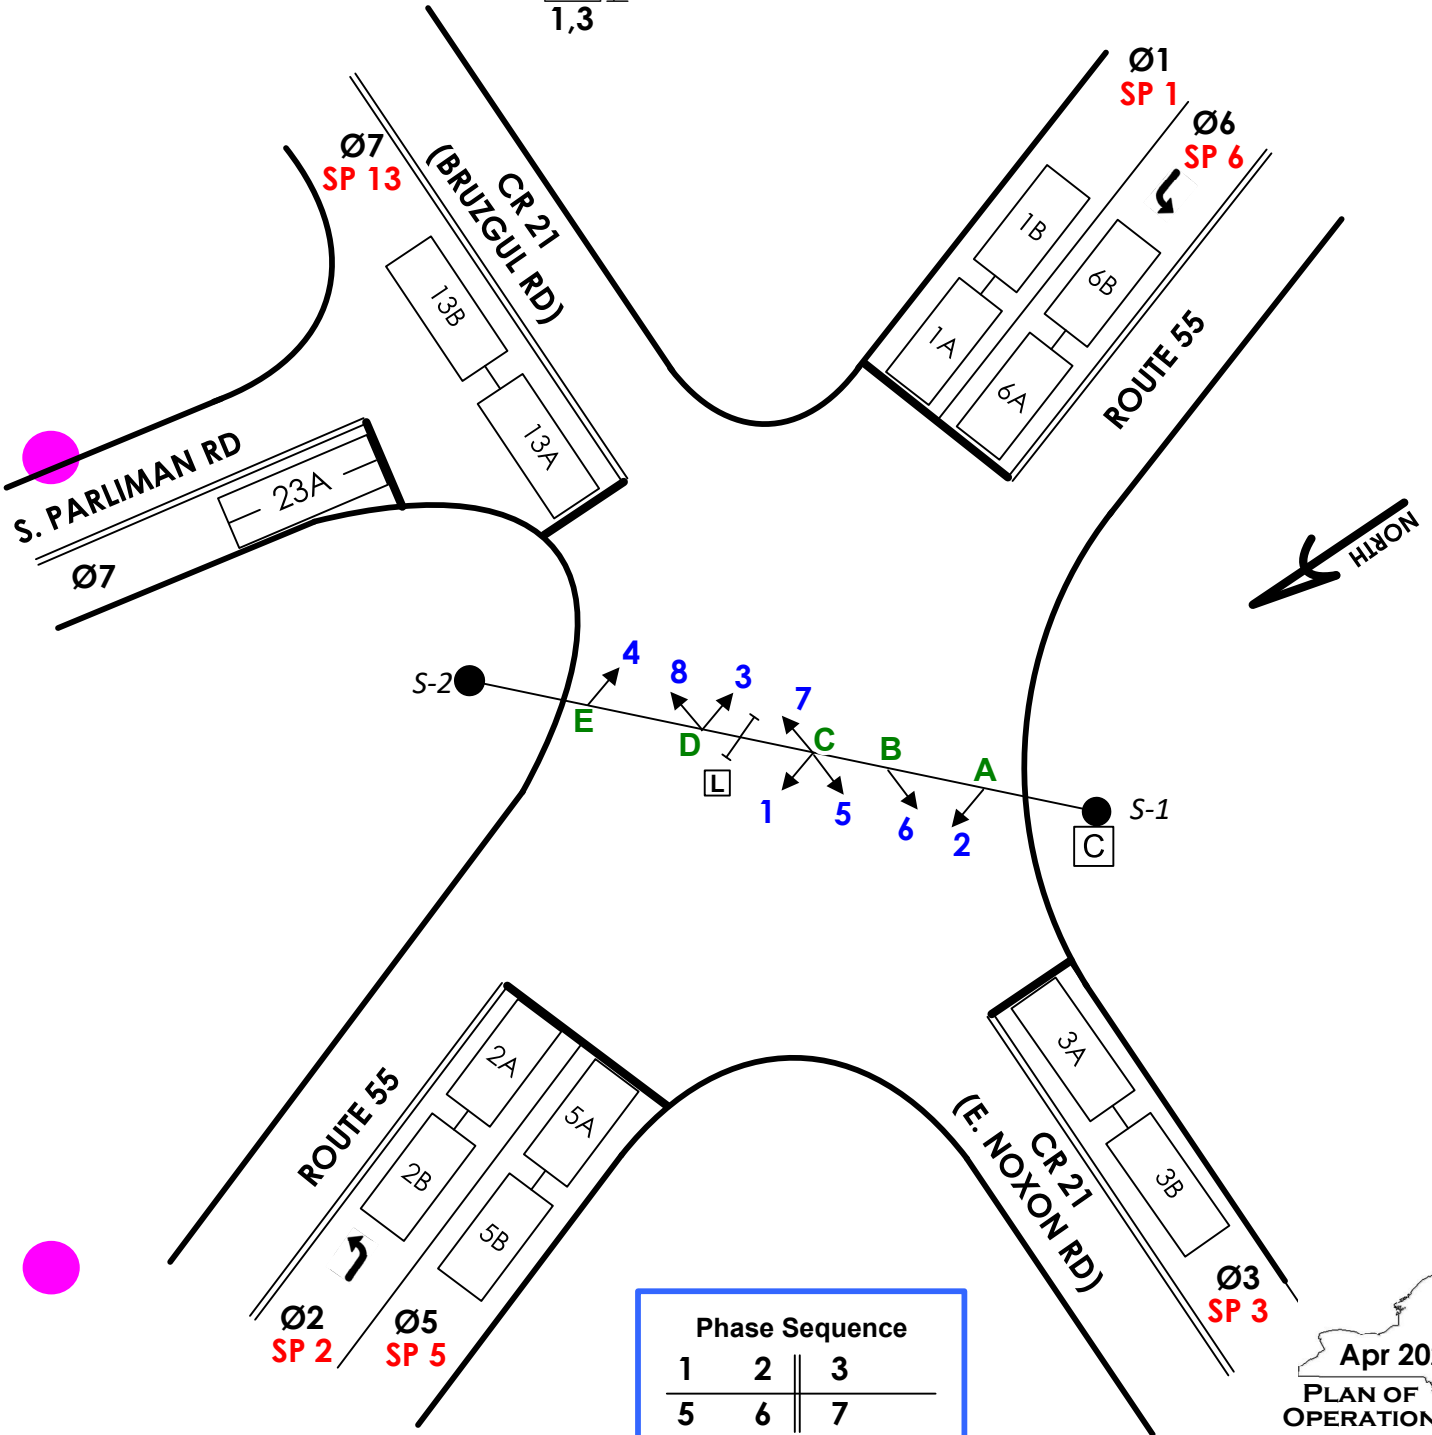 1,3
Ø1
SP 1
Ø6
SP 6
Ø7
SP 13
CR 21
(BRUZGUL RD)
1B
6B
1A
6A
13B
13A
ROUTE 55
S. PARLIMAN RD
23A
Ø7
NORTH
4
8
3
7
S-2
E
D
C
B
A
L
1
5
6
2
S-1
C
2A
5A
2B
5B
3A
3B
ROUTE 55
CR 21
(E. NOXON RD)
Ø2
SP 2
Ø5
SP 5
Ø3
SP 3
Phase Sequence
1 2 3
5 6 7
PLAN OF
OPERATION
Apr